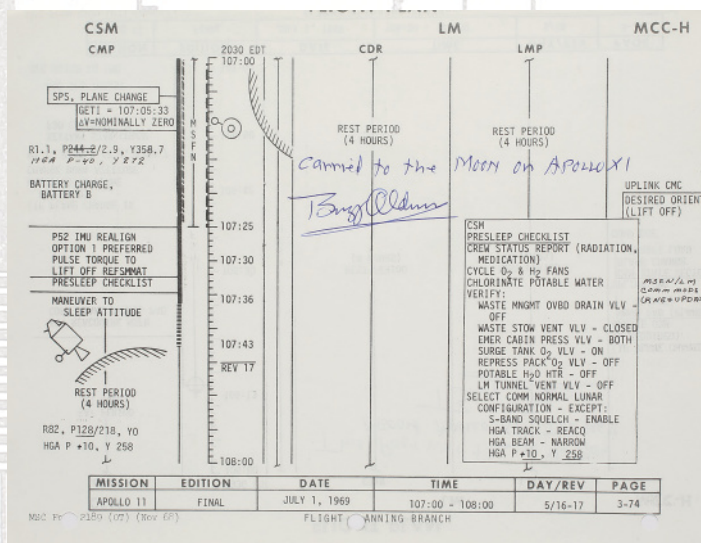 FLIGHT PLAN
CSM
LM
MCC-H
CMP
2030 EDT
CDR
LMP
107:00
SPS, PLANE CHANGE
GETI = 107:05:33
ΔV=NOMINALLY ZERO
MSFN
R1.1, P244.2/2.9, Y358.7
HGA P-40, Y272
BATTERY CHARGE,
BATTERY B
REST PERIOD
(4 HOURS)
REST PERIOD
(4 HOURS)
Carried to the Moon on APOLLO XI
Buzz Aldrin
UPLINK CMC
DESIRED ORIENT
(LIFT OFF)
107:25
P52 IMU REALIGN
OPTION 1 PREFERRED
PULSE TORQUE TO
LIFT OFF REFSMMAT
PRESLEEP CHECKLIST
107:30
MANEUVER TO
SLEEP ATTITUDE
107:36
107:43
REV 17
REST PERIOD
(4 HOURS)
R82, P128/218, Y0
HGA P +10, Y 258
108:00
CSM
PRESLEEP CHECKLIST
CREW STATUS REPORT (RADIATION,
MEDICATION)
CYCLE O2 & H2 FANS
CHLORINATE POTABLE WATER
VERIFY:
WASTE MNGMT OVBD DRAIN VLV -
OFF
WASTE STOW VENT VLV - CLOSED
EMER CABIN PRESS VLV - BOTH
SURGE TANK O2 VLV - ON
REPRESS PACK O2 VLV - OFF
POTABLE H2O HTR - OFF
LM TUNNEL VENT VLV - OFF
SELECT COMM NORMAL LUNAR
CONFIGURATION - EXCEPT:
S-BAND SQUELCH - ENABLE
HGA TRACK - REACQ
HGA BEAM - NARROW
HGA P +10, Y 258
MSFN/LM
COMM MODE
MISSION EDITION DATE TIME DAY/REV PAGE
APOLLO 11 FINAL JULY 1, 1969 107:00 - 108:00 5/16-17 3-74
MSC 2189 (OT) (Nov 68)
FLIGHT PLANNING BRANCH